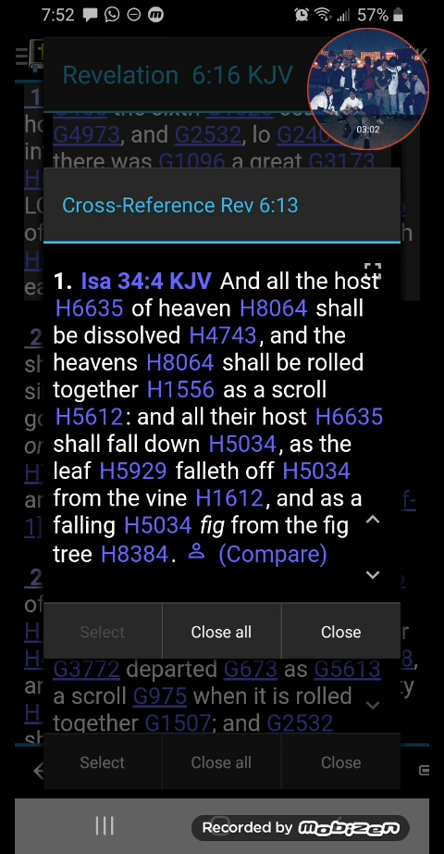 7:52
57%
Revelation 6:16 KJV
G4973, and G2532, lo G240
there was G1096 a great G3173
Cross-Reference Rev 6:13
1. Isa 34:4 KJV And all the host
H6635 of heaven H8064 shall
be dissolved H4743, and the
heavens H8064 shall be rolled
together H1556 as a scroll
H5612: and all their host H6635
shall fall down H5034, as the
leaf H5929 falleth off H5034
from the vine H1612, and as a
falling H5034 fig from the fig
tree H8384. (Compare)
Select Close all Close
G3772 departed G673 as G5613
a scroll G975 when it is rolled
together G1507; and G2532
Select Close all Close
03:02
Recorded by Mobizen